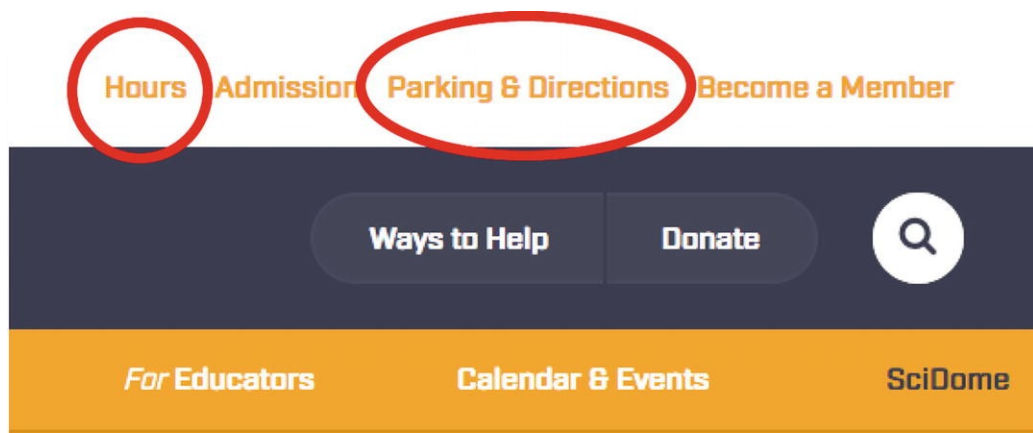 Hours Admission Parking & Directions Become a Member
Ways to Help Donate
For Educators Calendar & Events SciDome